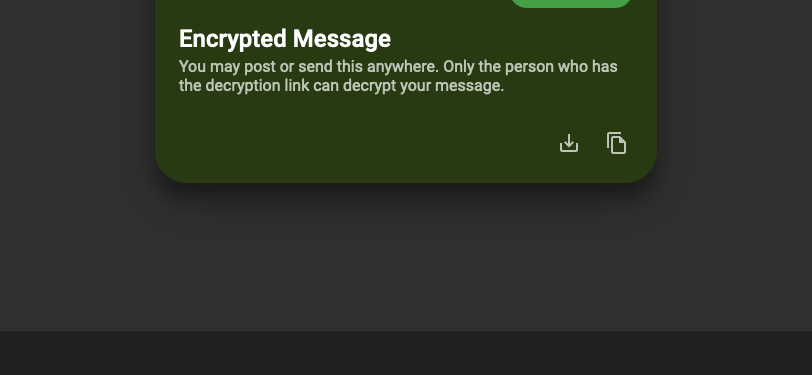 Encrypted Message
You may post or send this anywhere. Only the person who has
the decryption link can decrypt your message.